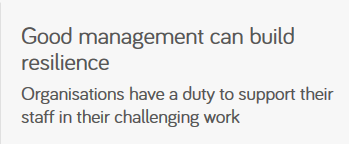 Good management can build
resilience
Organisations have a duty to support their
staff in their challenging work